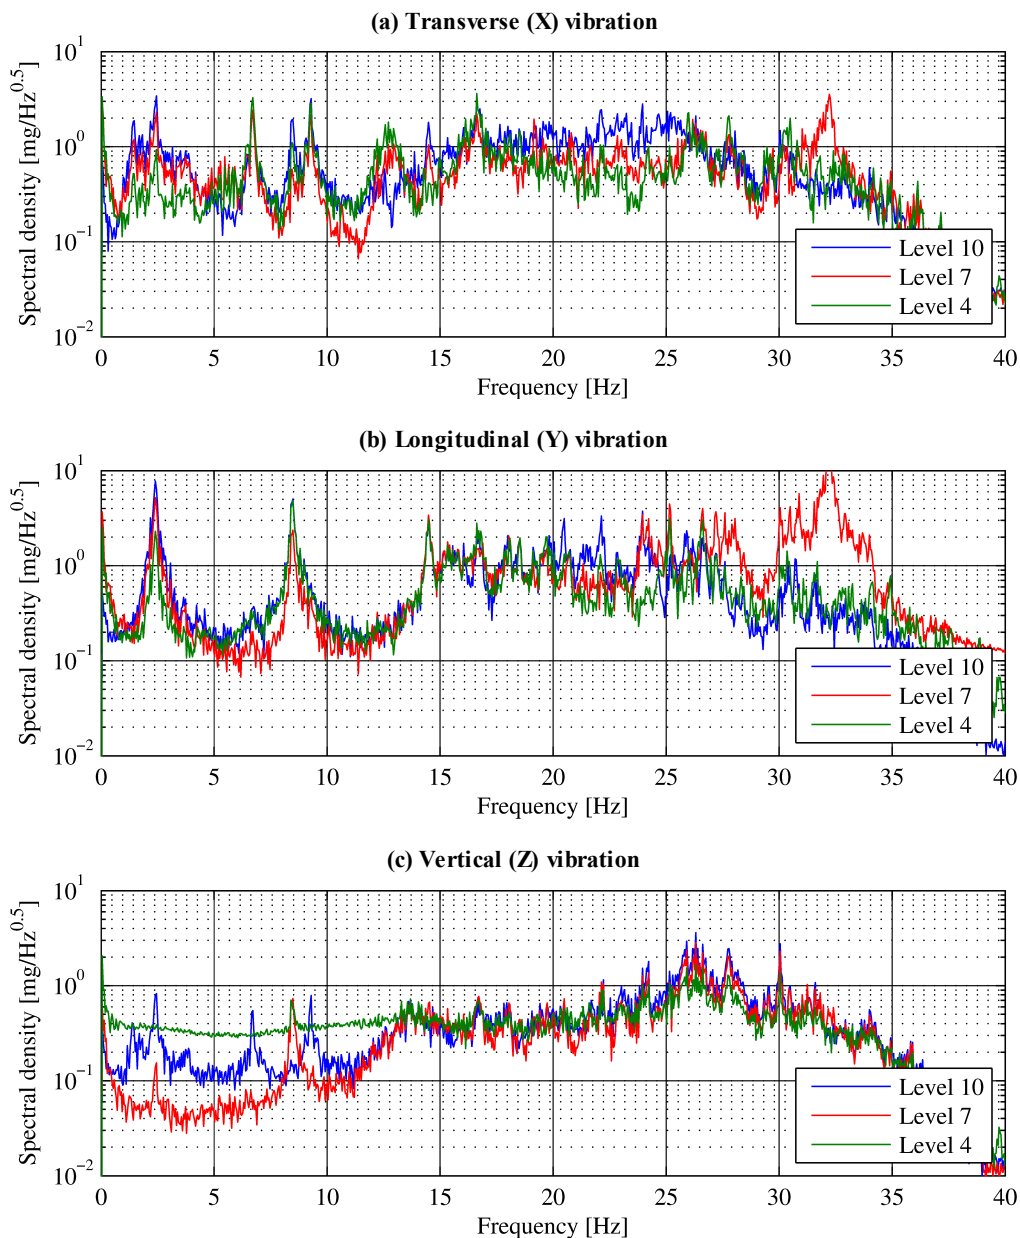 (a) Transverse (X) vibration
Spectral density [mg/Hz^0.5]
10^1
10^0
10^−1
10^−2
0 5 10 15 20 25 30 35 40
Frequency [Hz]
Level 10
Level 7
Level 4
(b) Longitudinal (Y) vibration
Spectral density [mg/Hz^0.5]
10^1
10^0
10^−1
10^−2
0 5 10 15 20 25 30 35 40
Frequency [Hz]
Level 10
Level 7
Level 4
(c) Vertical (Z) vibration
Spectral density [mg/Hz^0.5]
10^1
10^0
10^−1
10^−2
0 5 10 15 20 25 30 35 40
Frequency [Hz]
Level 10
Level 7
Level 4